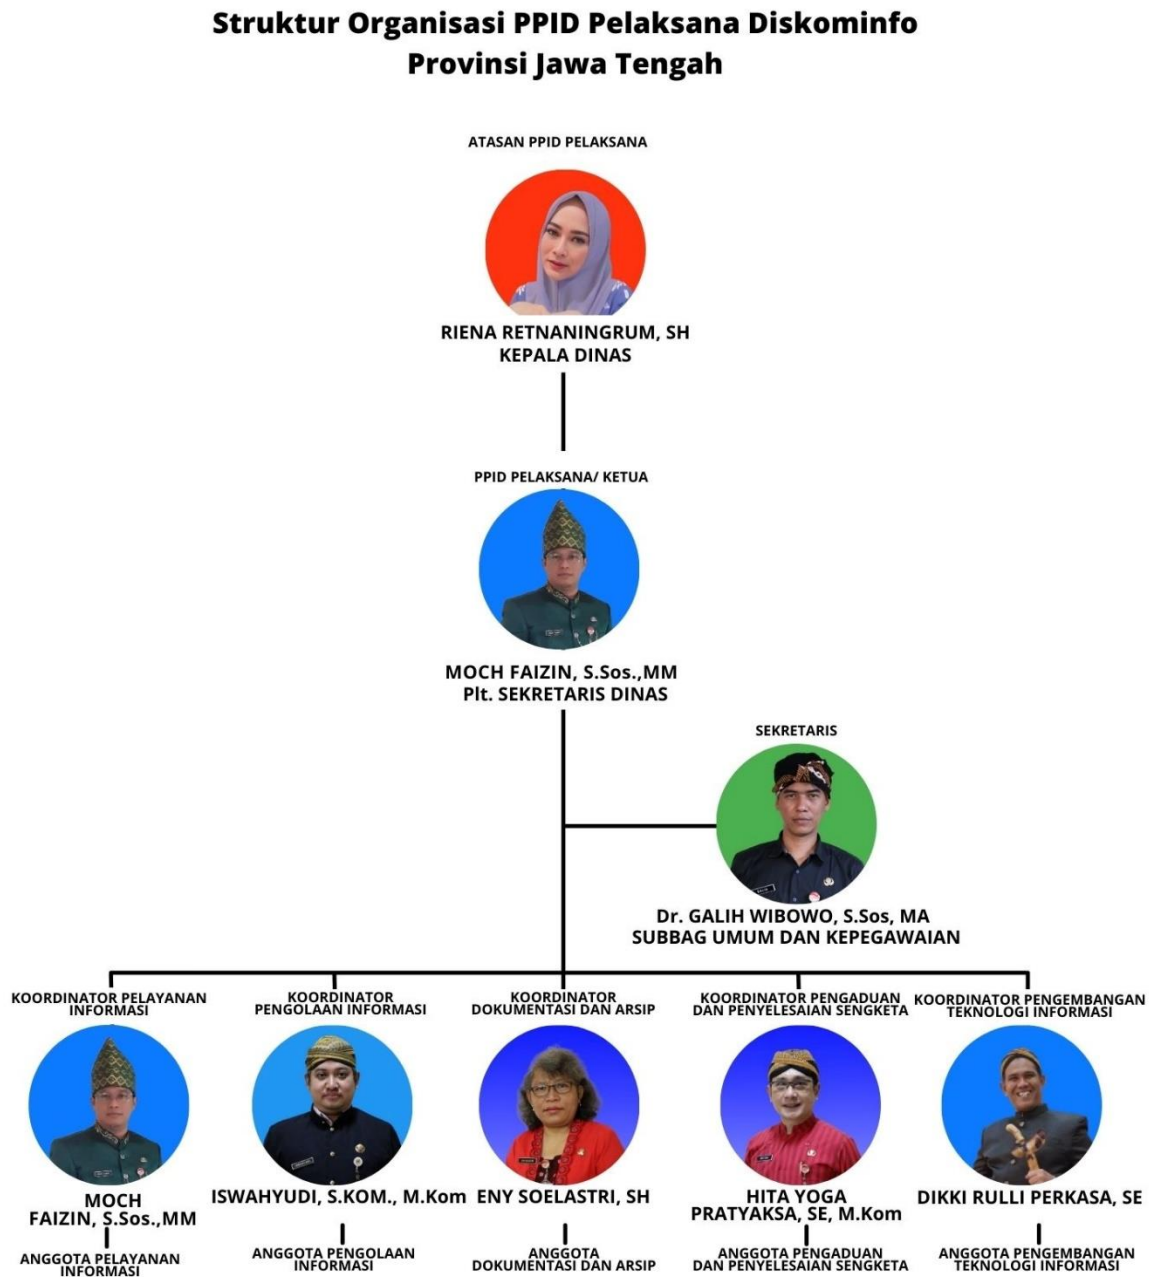 Struktur Organisasi PPID Pelaksana Diskominfo
Provinsi Jawa Tengah
ATASAN PPID PELAKSANA
RIENA RETNANINGRUM, SH
KEPALA DINAS
PPID PELAKSANA/ KETUA
MOCH FAIZIN, S.Sos.,MM
Plt. SEKRETARIS DINAS
SEKRETARIS
Dr. GALIH WIBOWO, S.Sos, MA
SUBBAG UMUM DAN KEPEGAWAIAN
KOORDINATOR PELAYANAN
INFORMASI
KOORDINATOR
PENGOLAAN INFORMASI
KOORDINATOR
DOKUMENTASI DAN ARSIP
KOORDINATOR PENGADUAN
DAN PENYELESAIAN SENGKETA
KOORDINATOR PENGEMBANGAN
TEKNOLOGI INFORMASI
MOCH
FAIZIN, S.Sos.,MM
ISWAHYUDI, S.KOM., M.Kom
ENY SOELASTRI, SH
HITA YOGA
PRATYAKSA, SE, M.Kom
DIKKI RULLI PERKASA, SE
ANGGOTA PELAYANAN
INFORMASI
ANGGOTA PENGOLAAN
INFORMASI
ANGGOTA
DOKUMENTASI DAN ARSIP
ANGGOTA PENGADUAN
DAN PENYELESAIAN SENGKETA
ANGGOTA PENGEMBANGAN
TEKNOLOGI INFORMASI